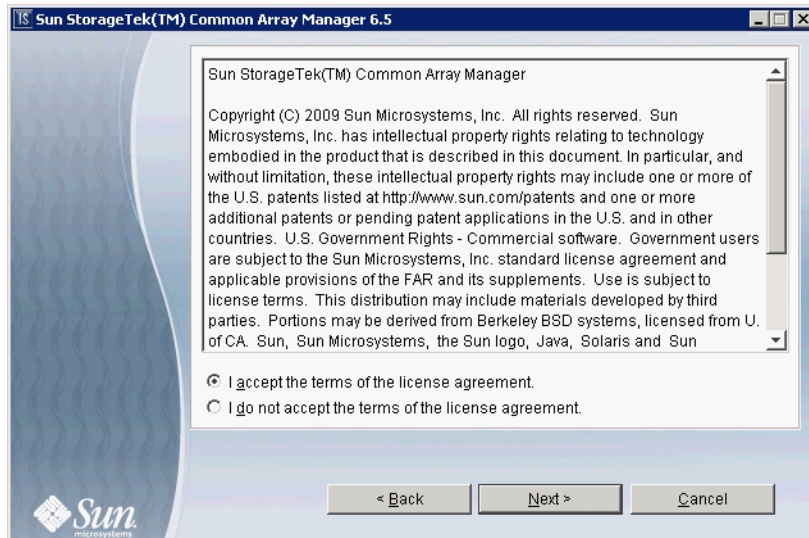 Sun StorageTek(TM) Common Array Manager 6.5
Sun StorageTek(TM) Common Array Manager
Copyright (C) 2009 Sun Microsystems, Inc.  All rights reserved.  Sun
Microsystems, Inc. has intellectual property rights relating to technology
embodied in the product that is described in this document. In particular, and
without limitation, these intellectual property rights may include one or more of
the U.S. patents listed at http://www.sun.com/patents and one or more
additional patents or pending patent applications in the U.S. and in other
countries.  U.S. Government Rights - Commercial software.  Government users
are subject to the Sun Microsystems, Inc. standard license agreement and
applicable provisions of the FAR and its supplements.  Use is subject to
license terms.  This distribution may include materials developed by third
parties.  Portions may be derived from Berkeley BSD systems, licensed from U.
of CA.  Sun, Sun Microsystems, the Sun logo, Java, Solaris and Sun
I accept the terms of the license agreement.
I do not accept the terms of the license agreement.
< Back
Next >
Cancel
Sun
microsystems